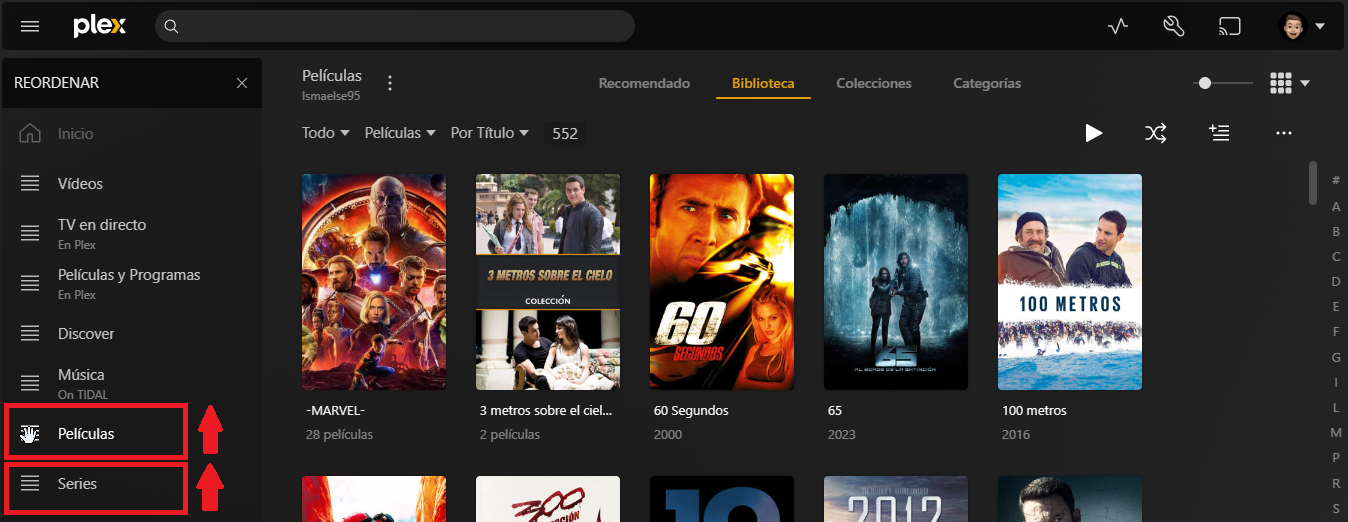 plex
REORDENAR
Inicio
Vídeos
TV en directo
En Plex
Películas y Programas
En Plex
Discover
Música
On TIDAL
Películas
Series
Películas
Ismaelse95
Recomendado
Biblioteca
Colecciones
Categorías
Todo
Películas
Por Título
552
3 METROS SOBRE EL CIELO
COLECCIÓN
60
SEGUNDOS
65
AL BORDE DE LA EXTINCIÓN
100 METROS
-MARVEL-
28 películas
3 metros sobre el ciel...
2 películas
60 Segundos
2000
65
2023
100 metros
2016
300
2012
#
A
B
C
D
E
F
G
I
L
M
P
R
S